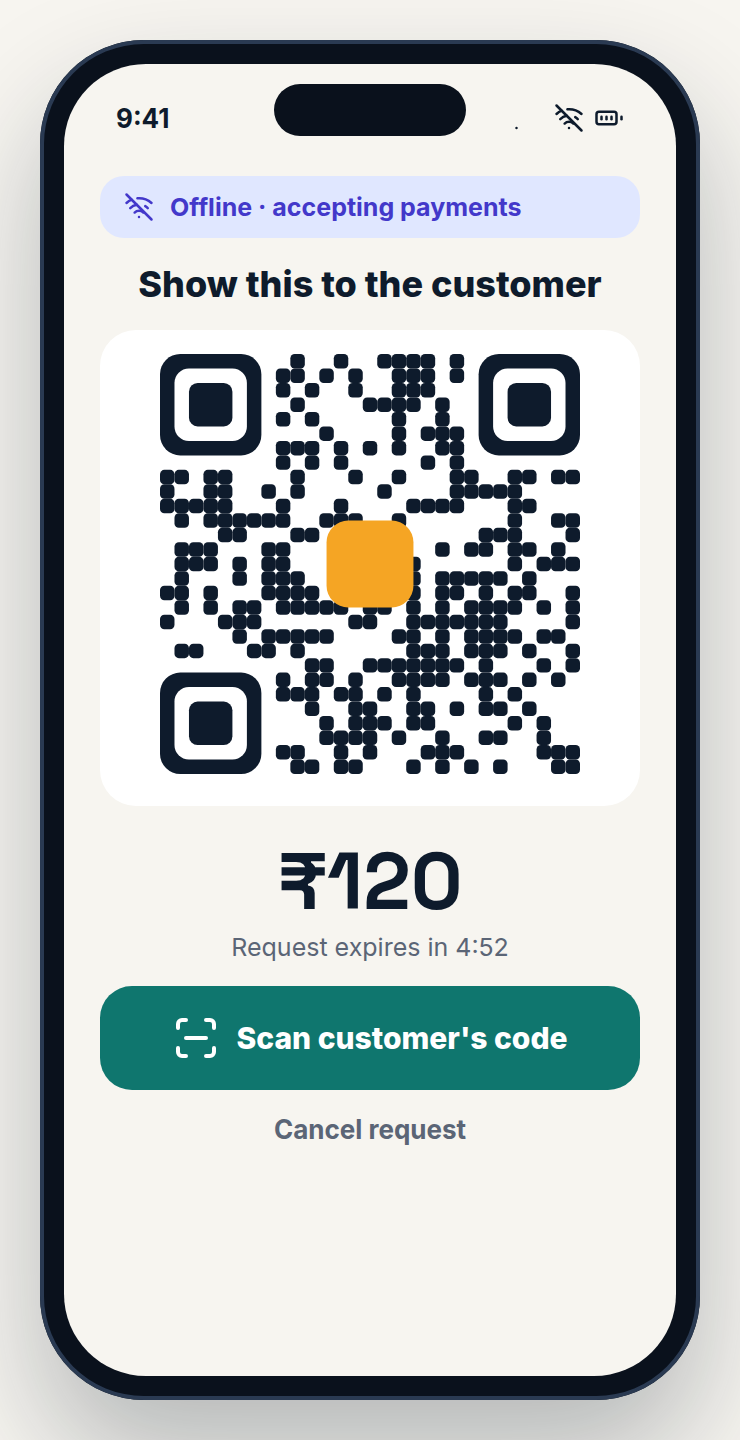 9:41
Offline · accepting payments
Show this to the customer
₹120
Request expires in 4:52
Scan customer's code
Cancel request